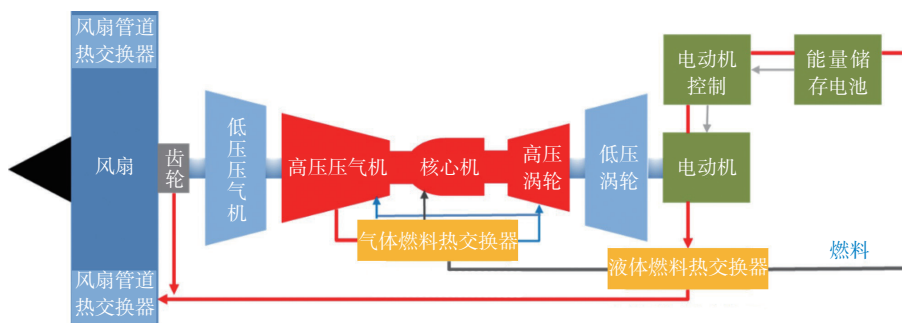 风扇管道
热交换器
风扇
风扇管道
热交换器
齿轮
低压压气机
高压压气机
核心机
高压
涡轮
低压
涡轮
电动机
控制
能量储
存电池
电动机
气体燃料热交换器
液体燃料热交换器
燃料